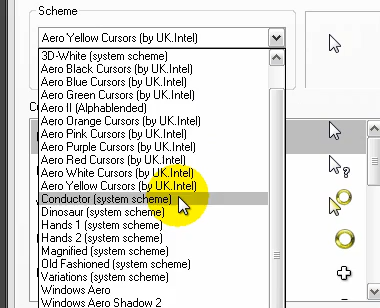 Scheme
Aero Yellow Cursors (by UK.Intel)
3D-White (system scheme)
Aero Black Cursors (by UK.Intel)
Aero Blue Cursors (by UK.Intel)
Aero Green Cursors (by UK.Intel)
Aero II (Alphablended)
Aero Orange Cursors (by UK.Intel)
Aero Pink Cursors (by UK.Intel)
Aero Purple Cursors (by UK.Intel)
Aero Red Cursors (by UK.Intel)
Aero White Cursors (by UK.Intel)
Aero Yellow Cursors (by UK.Intel)
Conductor (system scheme)
Dinosaur (system scheme)
Hands 1 (system scheme)
Hands 2 (system scheme)
Magnified (system scheme)
Old Fashioned (system scheme)
Variations (system scheme)
Windows Aero
Windows Aero Shadow 2